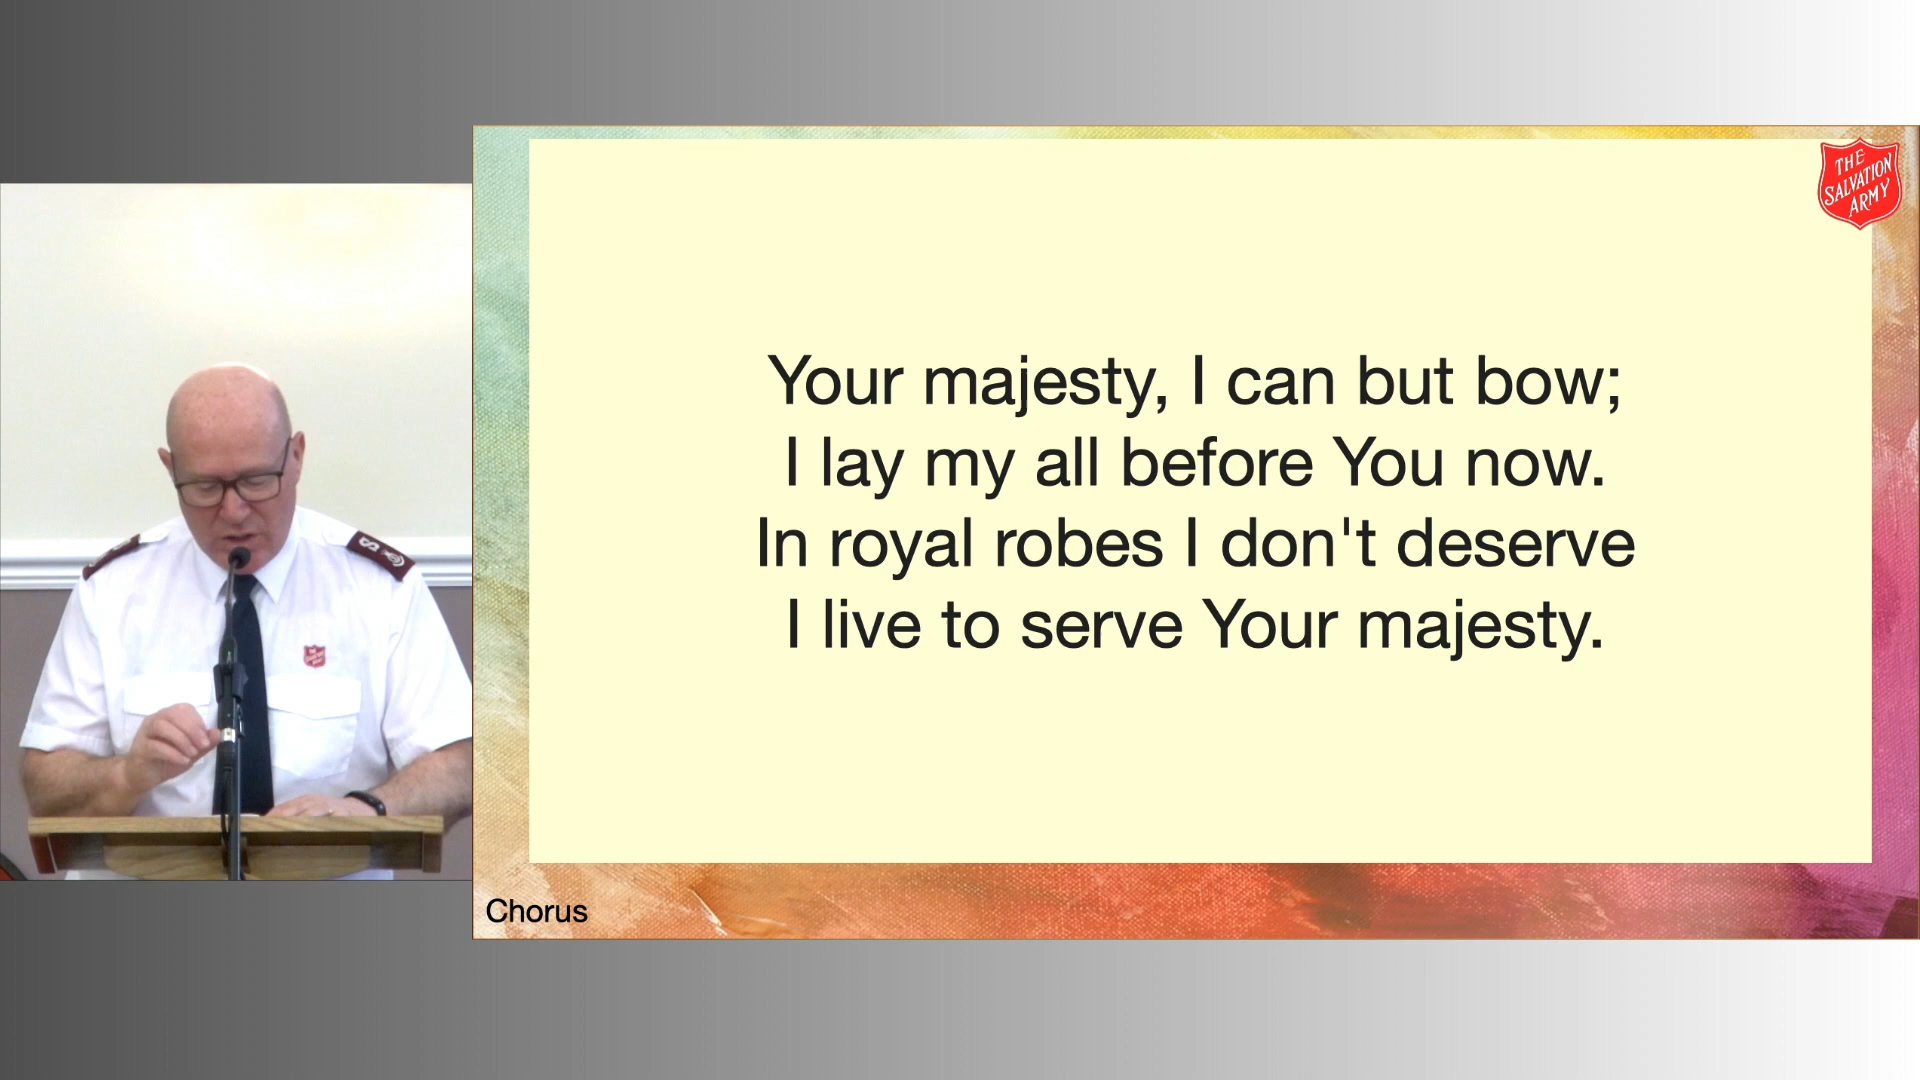 THE
SALVATION
ARMY
Your majesty, I can but bow;
I lay my all before You now.
In royal robes I don't deserve
I live to serve Your majesty.
Chorus
S